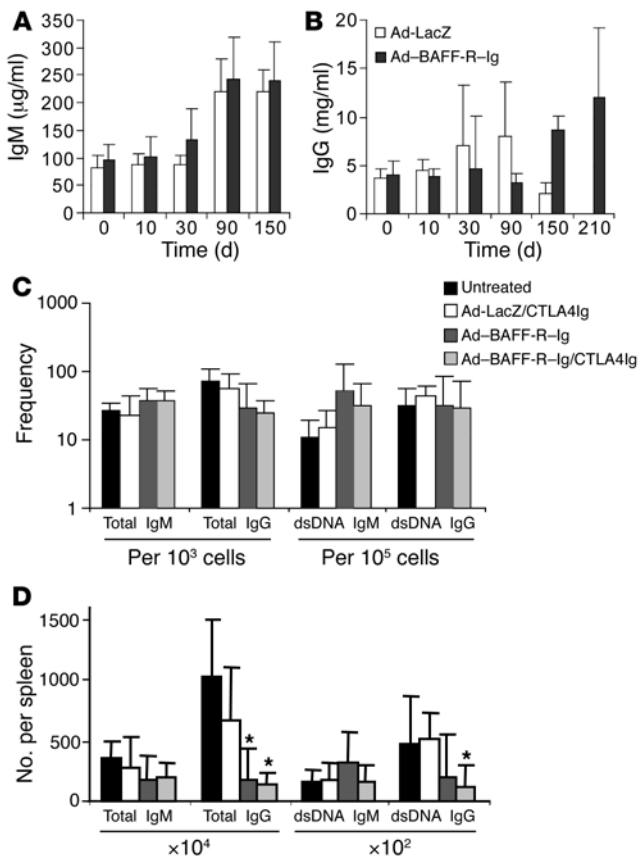 A
IgM (μg/ml)
350
300
250
200
150
100
50
0
0 10 30 90 150
Time (d)
B
Ad-LacZ
Ad–BAFF-R–Ig
IgG (mg/ml)
20
15
10
5
0
0 10 30 90 150 210
Time (d)
C
Untreated
Ad-LacZ/CTLA4Ig
Ad–BAFF-R–Ig
Ad–BAFF-R–Ig/CTLA4Ig
Frequency
1000
100
10
1
Total IgM Total IgG dsDNA IgM dsDNA IgG
Per 10³ cells Per 10⁵ cells
D
No. per spleen
1500
1000
500
0
* * *
Total IgM Total IgG dsDNA IgM dsDNA IgG
×10⁴ ×10²